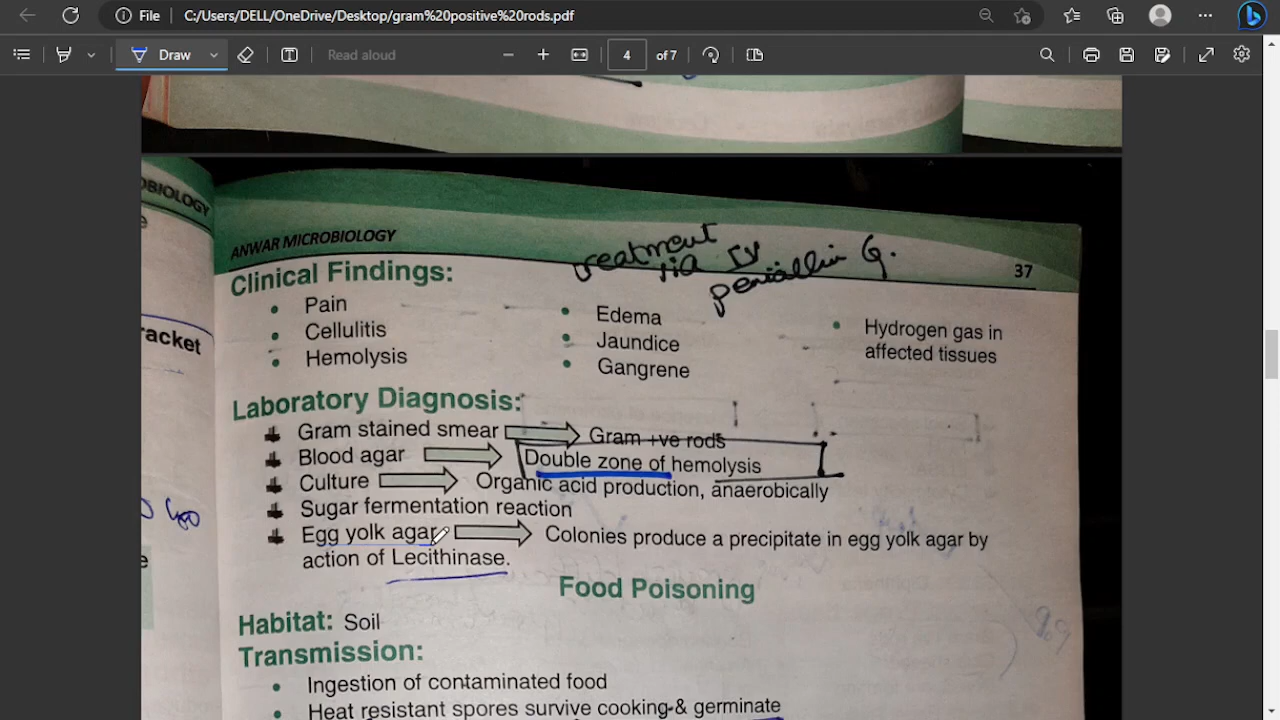 File
C:/Users/DELL/OneDrive/Desktop/gram%20positive%20rods.pdf
Draw
Read aloud
4
of 7
OBIOLOGY
ANWAR MICROBIOLOGY
treatment
via IV
penicillin G.
37
Clinical Findings:
• Pain
• Edema
• Hydrogen gas in
affected tissues
• Cellulitis
• Jaundice
• Hemolysis
• Gangrene
racket
Laboratory Diagnosis:
Gram stained smear Gram +ve rods
Blood agar Double zone of hemolysis
Culture Organic acid production, anaerobically
Sugar fermentation reaction
Egg yolk agar Colonies produce a precipitate in egg yolk agar by
action of Lecithinase.
e
Food Poisoning
Habitat: Soil
Transmission:
• Ingestion of contaminated food
• Heat resistant spores survive cooking & germinate